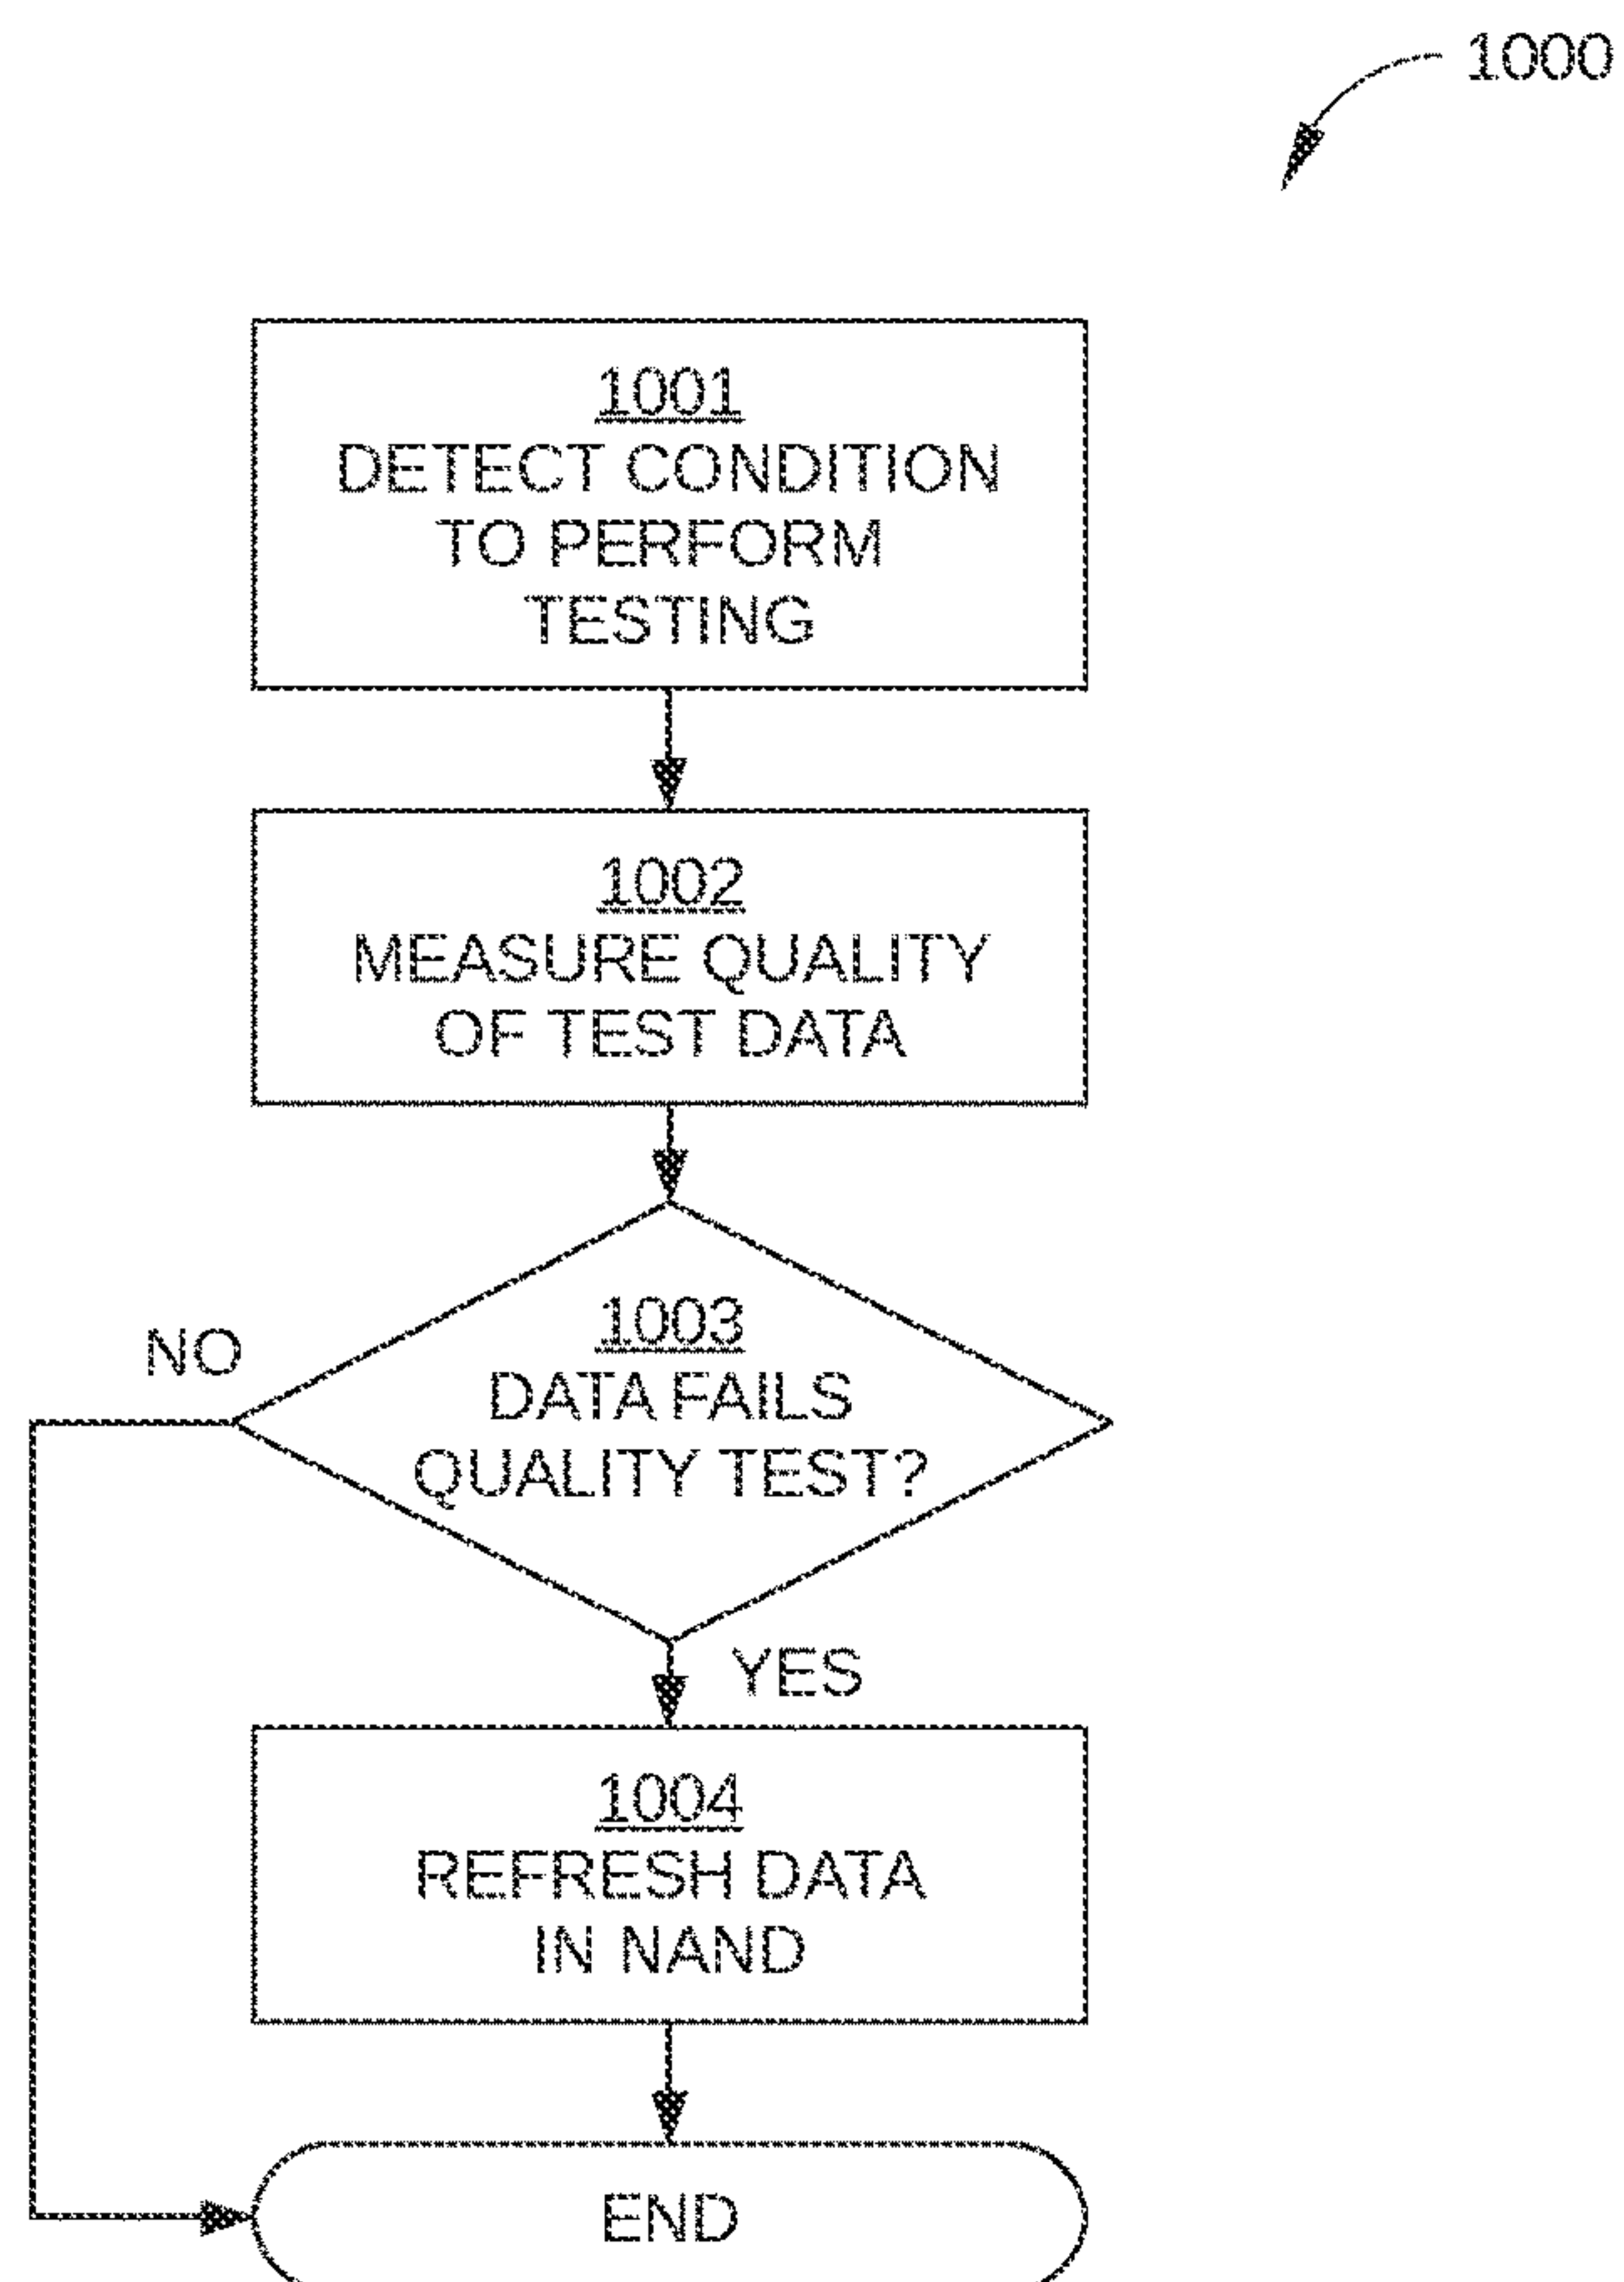 1000
1001
DETECT CONDITION
TO PERFORM
TESTING
1002
MEASURE QUALITY
OF TEST DATA
1003
DATA FAILS
QUALITY TEST?
NO
YES
1004
REFRESH DATA
IN NAND
END